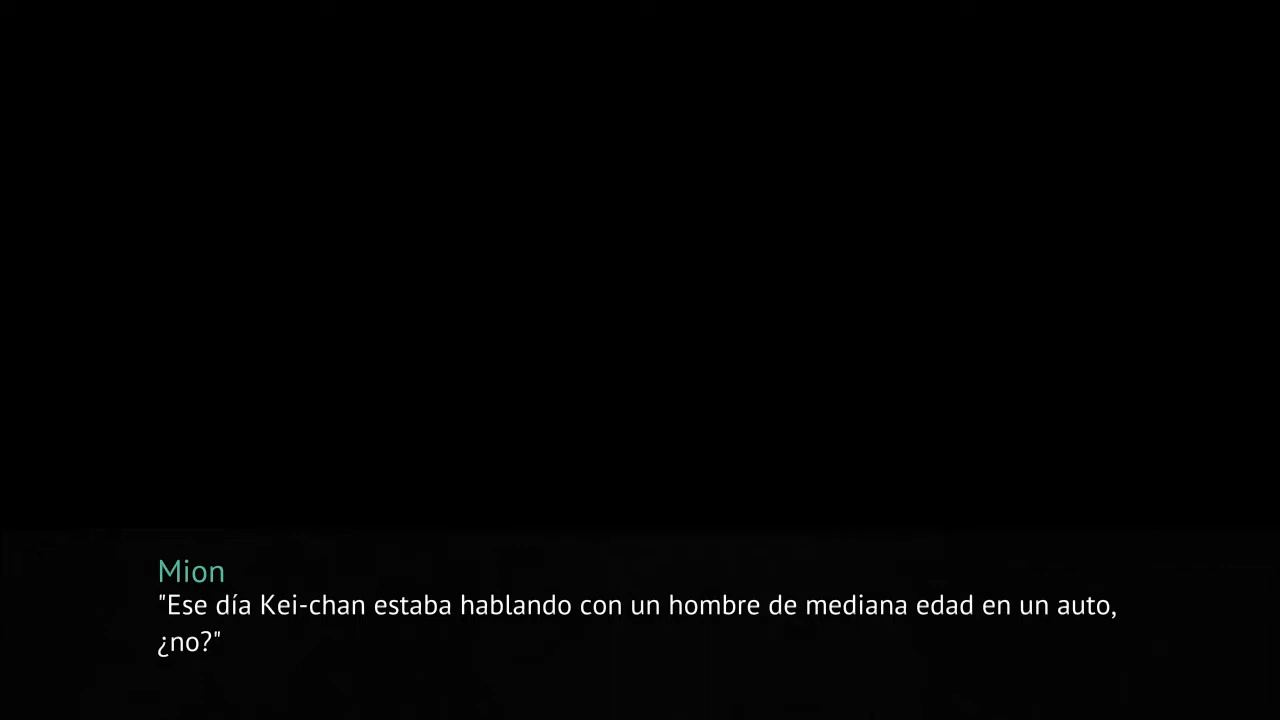 Mion
"Ese día Kei-chan estaba hablando con un hombre de mediana edad en un auto,
¿no?"